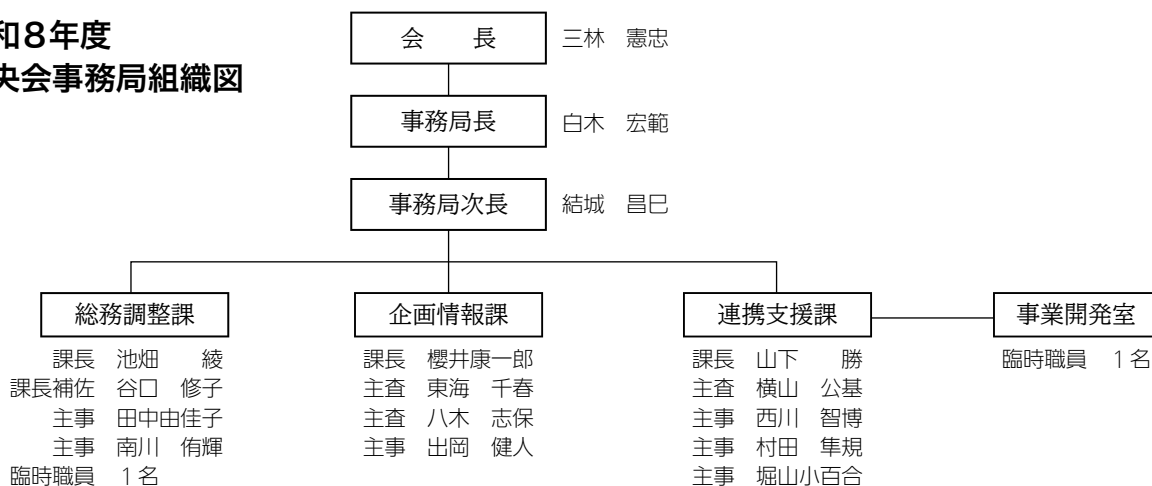 和8年度
央会事務局組織図
会　長　三林　憲忠
事務局長　白木　宏範
事務局次長　結城　昌巳
総務調整課
課長　池畑　綾
課長補佐　谷口　修子
主事　田中由佳子
主事　南川　侑輝
臨時職員　1名
企画情報課
課長　櫻井康一郎
主査　東海　千春
主査　八木　志保
主事　出岡　健人
連携支援課
課長　山下　勝
主査　横山　公基
主事　西川　智博
主事　村田　隼規
主事　堀山小百合
事業開発室
臨時職員　1名